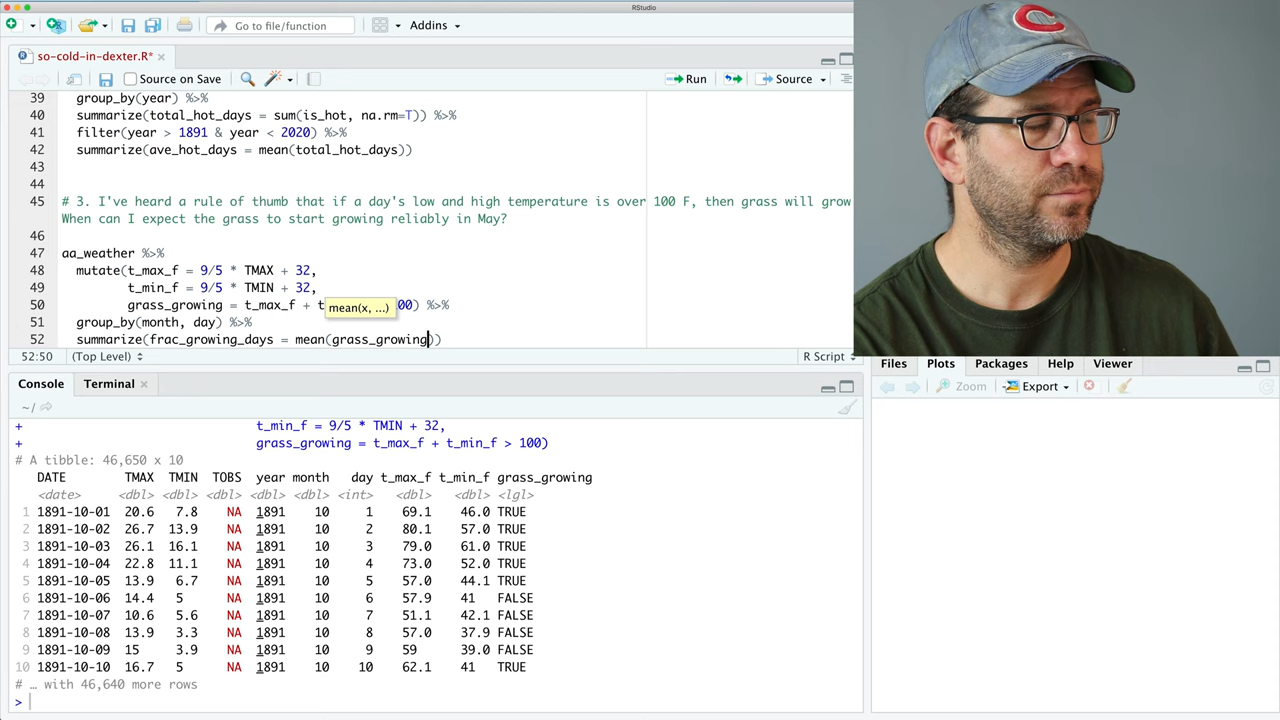 RStudio
Go to file/function
Addins
so-cold-in-dexter.R*
Source on Save
Run
Source
39 group_by(year) %>%
40 summarize(total_hot_days = sum(is_hot, na.rm=T)) %>%
41 filter(year > 1891 & year < 2020) %>%
42 summarize(ave_hot_days = mean(total_hot_days))
43
44
45 # 3. I've heard a rule of thumb that if a day's low and high temperature is over 100 F, then grass will grow
When can I expect the grass to start growing reliably in May?
46
47 aa_weather %>%
48 mutate(t_max_f = 9/5 * TMAX + 32,
49 t_min_f = 9/5 * TMIN + 32,
50 grass_growing = t_max_f + t 00) %>%
mean(x, ...)
51 group_by(month, day) %>%
52 summarize(frac_growing_days = mean(grass_growing))
52:50 (Top Level) R Script
Console Terminal
~/
+ t_min_f = 9/5 * TMIN + 32,
+ grass_growing = t_max_f + t_min_f > 100)
# A tibble: 46,650 x 10
DATE TMAX TMIN TOBS year month day t_max_f t_min_f grass_growing
<date> <dbl> <dbl> <dbl> <dbl> <dbl> <int> <dbl> <dbl> <lgl>
1 1891-10-01 20.6 7.8 NA 1891 10 1 69.1 46.0 TRUE
2 1891-10-02 26.7 13.9 NA 1891 10 2 80.1 57.0 TRUE
3 1891-10-03 26.1 16.1 NA 1891 10 3 79.0 61.0 TRUE
4 1891-10-04 22.8 11.1 NA 1891 10 4 73.0 52.0 TRUE
5 1891-10-05 13.9 6.7 NA 1891 10 5 57.0 44.1 TRUE
6 1891-10-06 14.4 5 NA 1891 10 6 57.9 41 FALSE
7 1891-10-07 10.6 5.6 NA 1891 10 7 51.1 42.1 FALSE
8 1891-10-08 13.9 3.3 NA 1891 10 8 57.0 37.9 FALSE
9 1891-10-09 15 3.9 NA 1891 10 9 59 39.0 FALSE
10 1891-10-10 16.7 5 NA 1891 10 10 62.1 41 TRUE
# … with 46,640 more rows
>
Files Plots Packages Help Viewer
Zoom Export
C